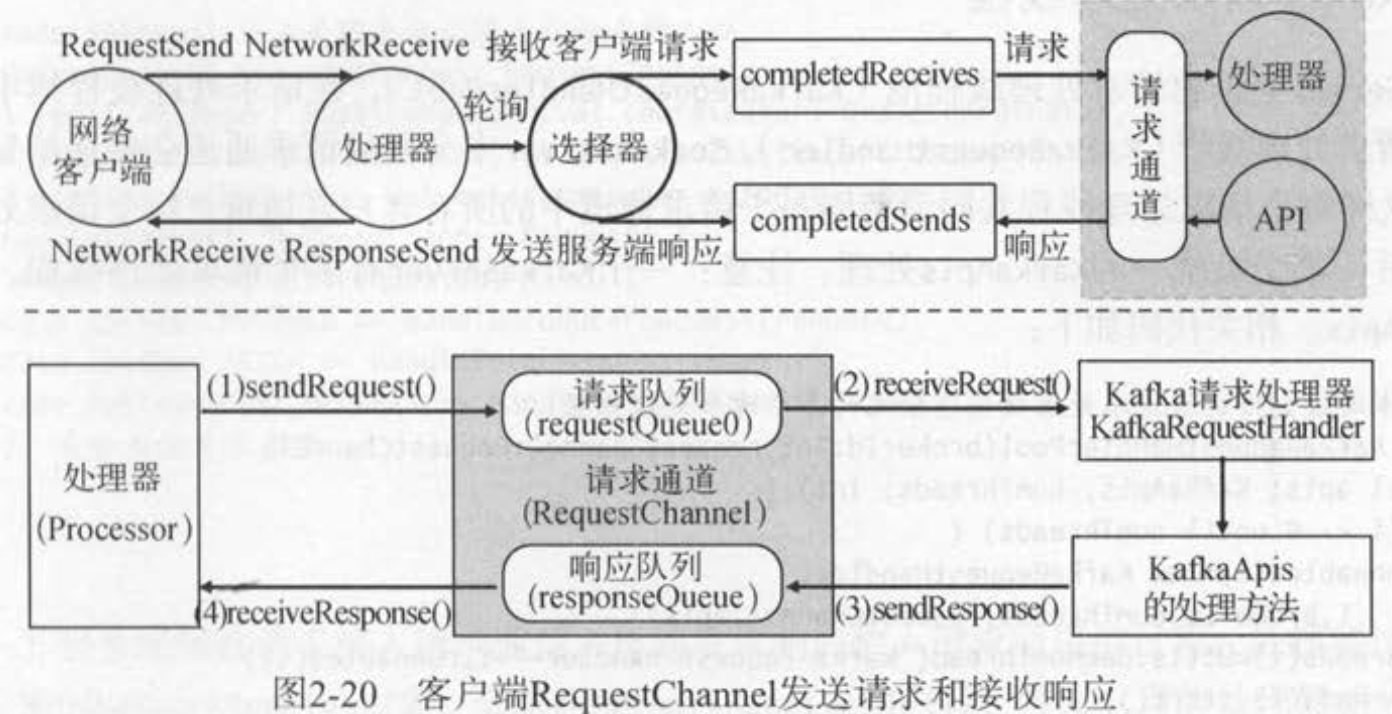 RequestSend NetworkReceive 接收客户端请求
completedReceives
请求
网络
客户端
处理器
轮询
选择器
请求通道
处理器
completedSends
API
NetworkReceive ResponseSend 发送服务端响应
响应
处理器
(Processor)
(1)sendRequest()
请求队列
(requestQueue0)
(2) receiveRequest()
Kafka请求处理器
KafkaRequestHandler
请求通道
(RequestChannel)
响应队列
(responseQueue)
(4)receiveResponse()
(3)sendResponse()
KafkaApis
的处理方法
图2-20 客户端RequestChannel发送请求和接收响应